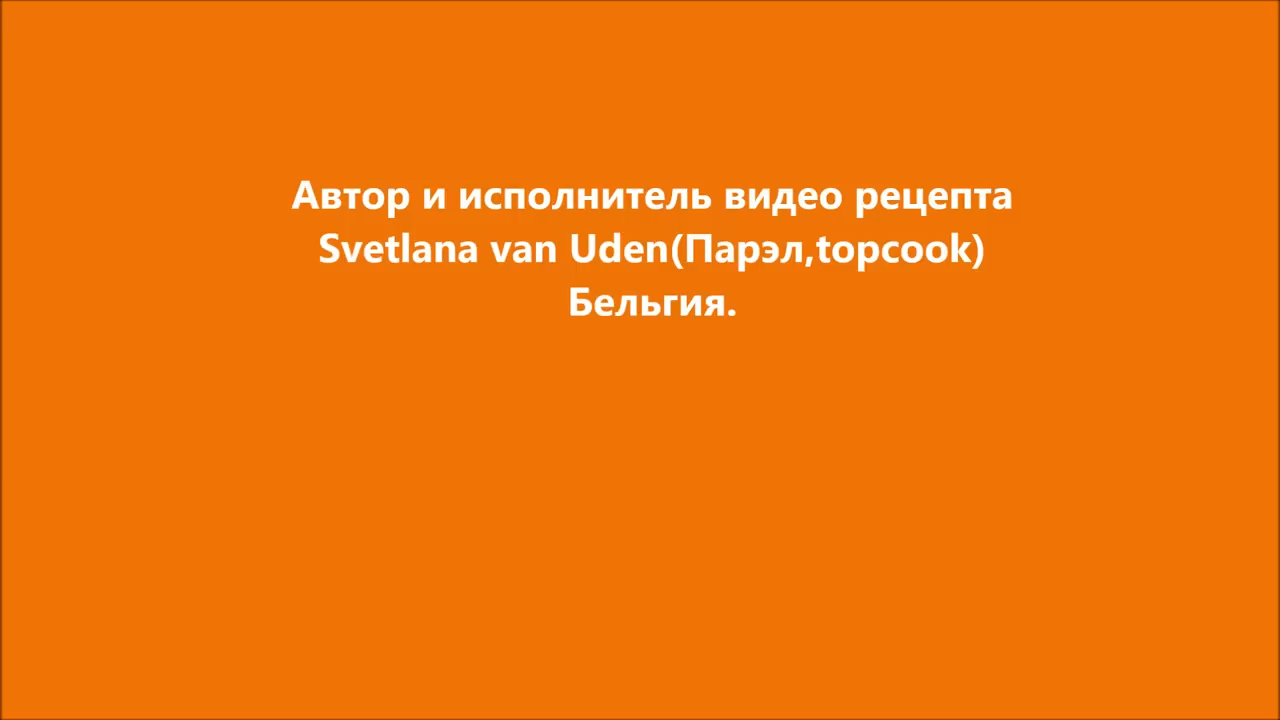 Автор и исполнитель видео рецепта
Svetlana van Uden(Парэл,topcook)
Бельгия.